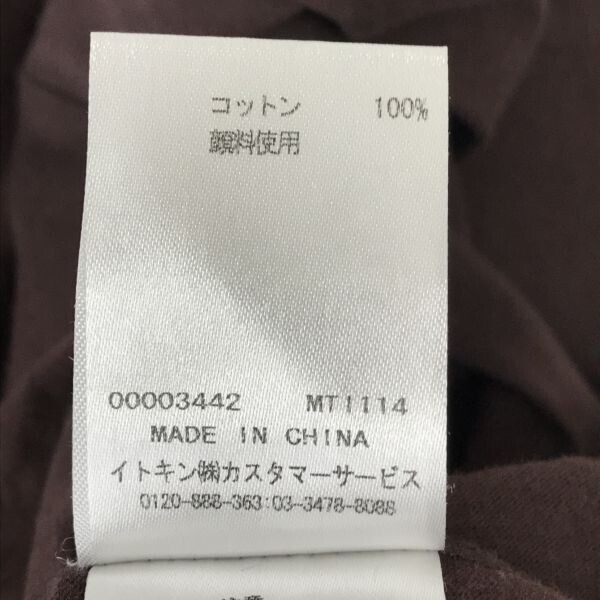 コットン 100%
顔料使用
00003442 MT1114
MADE IN CHINA
イトキン㈱カスタマーサービス
0120-888-363:03-3478-8088